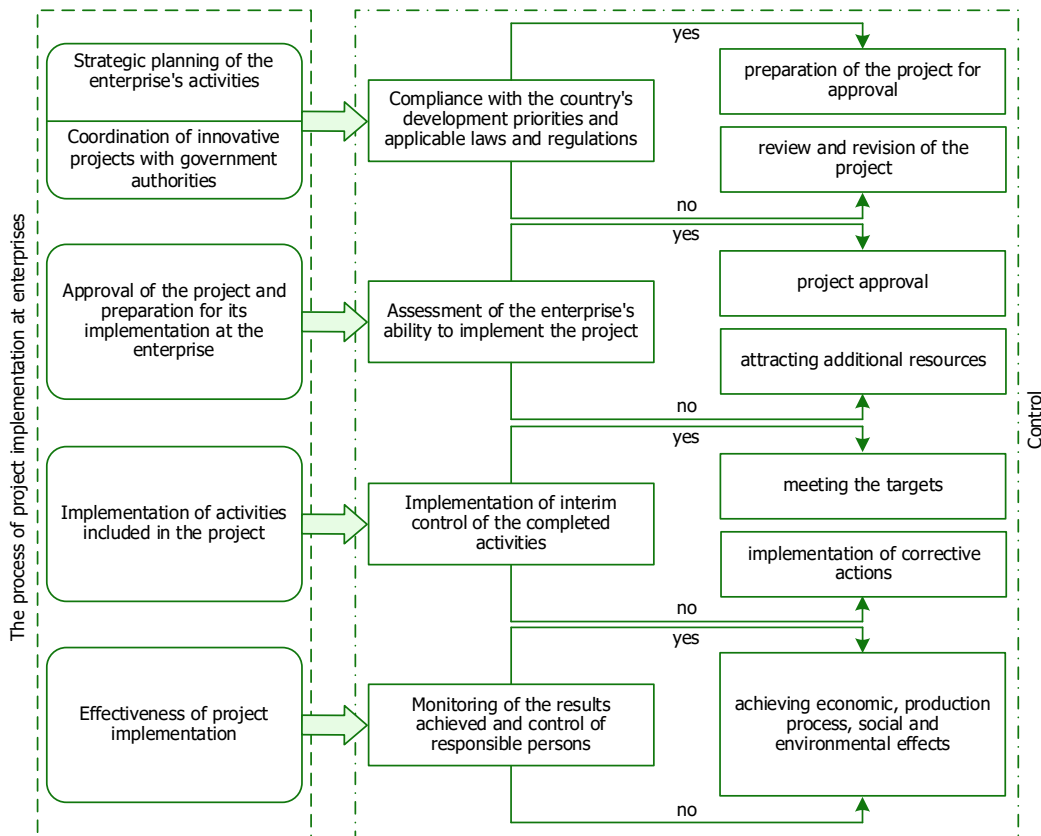 The process of project implementation at enterprises
Strategic planning of the
enterprise's activities
Coordination of innovative
projects with government
authorities
Compliance with the country's
development priorities and
applicable laws and regulations
yes
preparation of the project for
approval
review and revision of the
project
no
Approval of the project and
preparation for its
implementation at the
enterprise
Assessment of the enterprise's
ability to implement the project
yes
project approval
attracting additional resources
no
Implementation of activities
included in the project
Implementation of interim
control of the completed
activities
yes
meeting the targets
implementation of corrective
actions
no
Effectiveness of project
implementation
Monitoring of the results
achieved and control of
responsible persons
yes
achieving economic, production
process, social and
environmental effects
no
Control